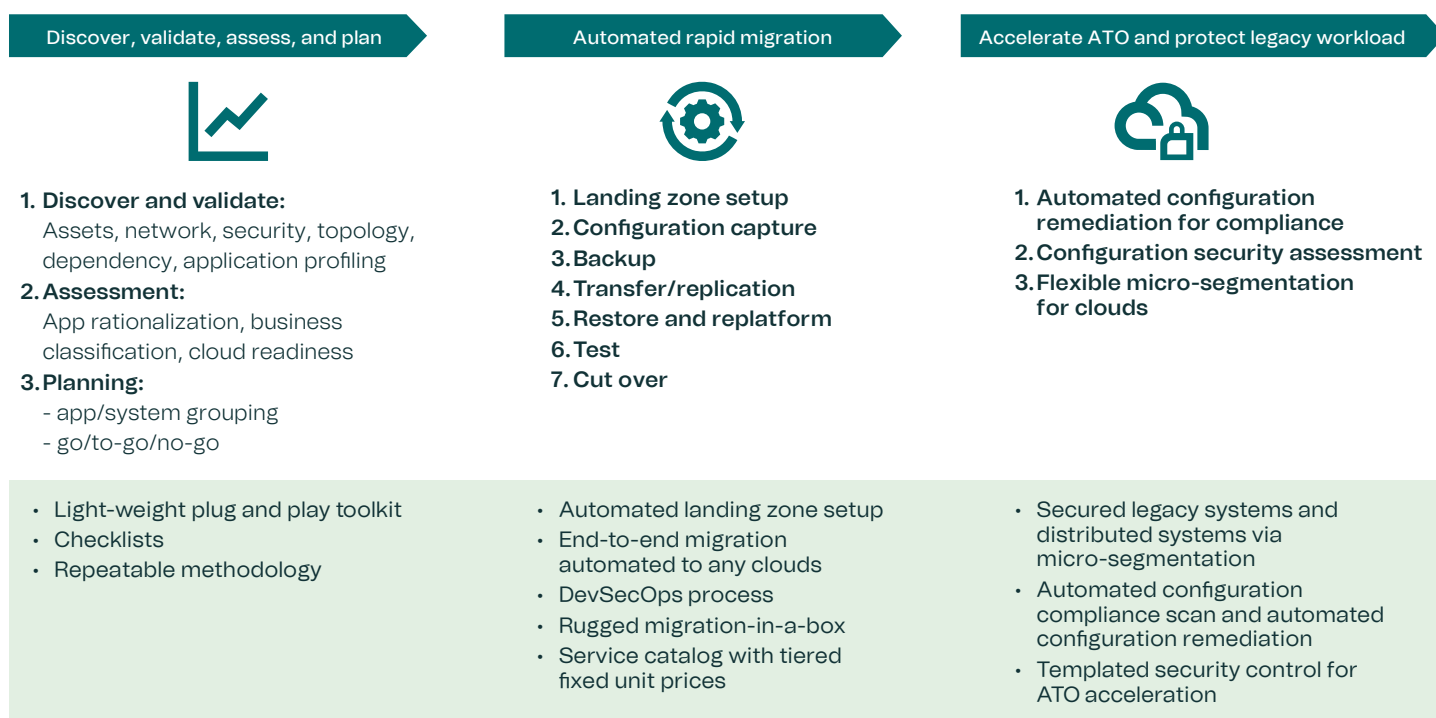 Discover, validate, assess, and plan
1. Discover and validate:
Assets, network, security, topology,
dependency, application profiling
2. Assessment:
App rationalization, business
classification, cloud readiness
3. Planning:
- app/system grouping
- go/to-go/no-go
• Light-weight plug and play toolkit
• Checklists
• Repeatable methodology
Automated rapid migration
1. Landing zone setup
2. Configuration capture
3. Backup
4. Transfer/replication
5. Restore and replatform
6. Test
7. Cut over
• Automated landing zone setup
• End-to-end migration
automated to any clouds
• DevSecOps process
• Rugged migration-in-a-box
• Service catalog with tiered
fixed unit prices
Accelerate ATO and protect legacy workload
1. Automated configuration
remediation for compliance
2. Configuration security assessment
3. Flexible micro-segmentation
for clouds
• Secured legacy systems and
distributed systems via
micro-segmentation
• Automated configuration
compliance scan and automated
configuration remediation
• Templated security control for
ATO acceleration